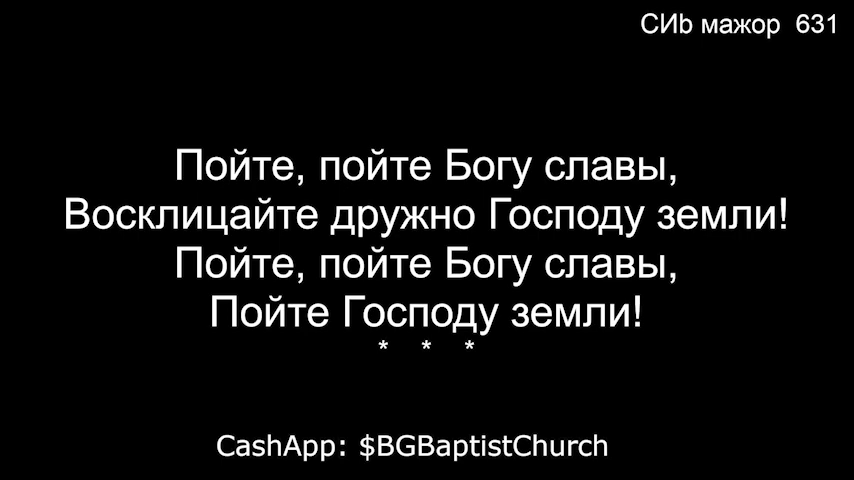 СИb мажор 631
Пойте, пойте Богу славы,
Восклицайте дружно Господу земли!
Пойте, пойте Богу славы,
Пойте Господу земли!
* * *
CashApp: $BGBaptistChurch